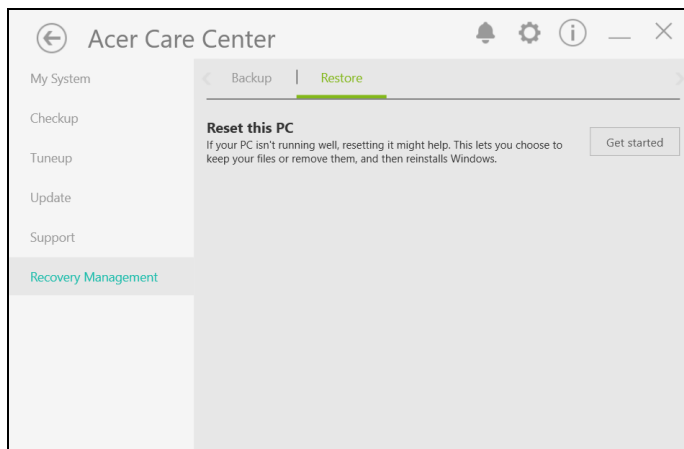 Acer Care Center
My System
Checkup
Tuneup
Update
Support
Recovery Management
Backup | Restore
Reset this PC
If your PC isn't running well, resetting it might help. This lets you choose to
keep your files or remove them, and then reinstalls Windows.
Get started